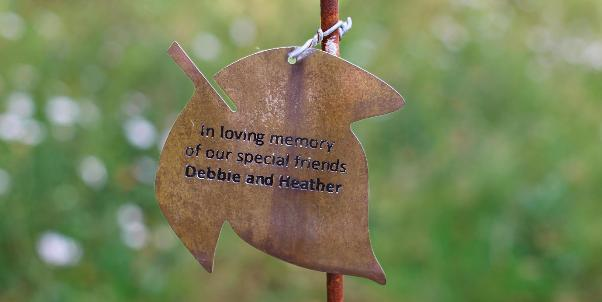 In loving memory
of our special friends
Debbie and Heather